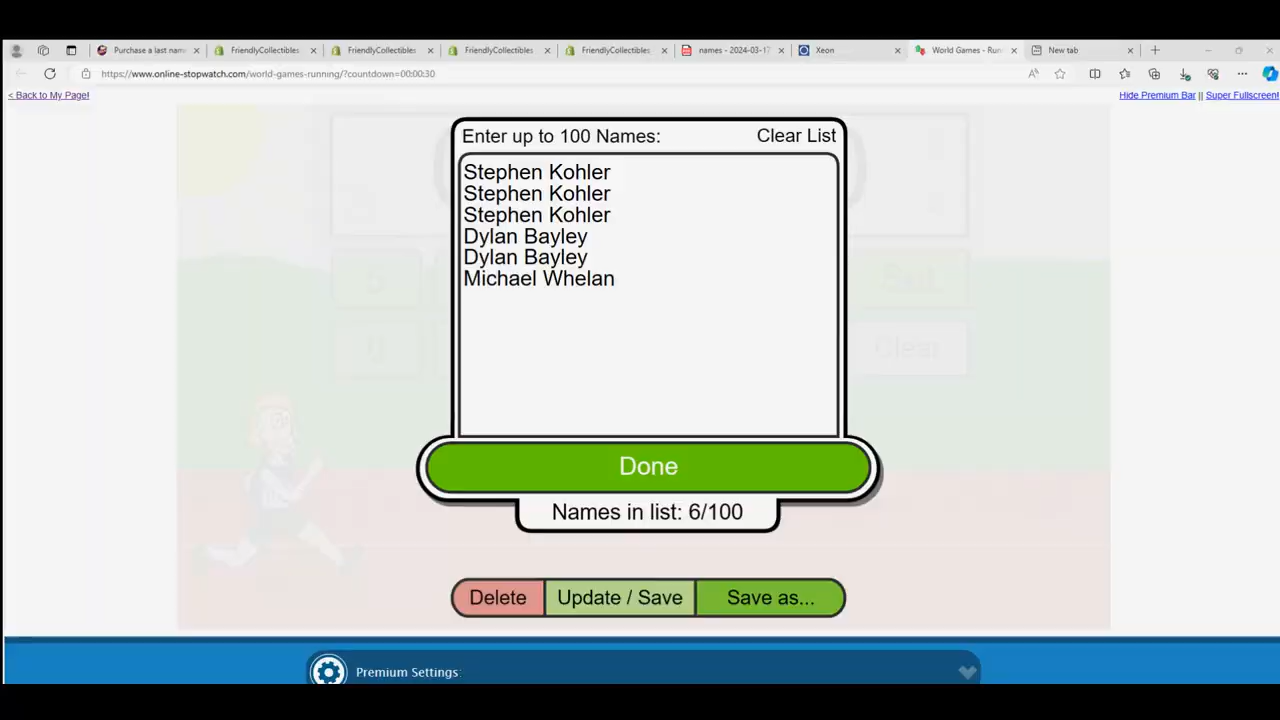 Purchase a last name
FriendlyCollectibles
FriendlyCollectibles
FriendlyCollectibles
FriendlyCollectibles
names - 2024-03-17
Xeon
World Games - Run
New tab
https://www.online-stopwatch.com/world-games-running/?countdown=00:00:30
< Back to My Page!
Hide Premium Bar || Super Fullscreen!
Enter up to 100 Names:
Clear List
Stephen Kohler
Stephen Kohler
Stephen Kohler
Dylan Bayley
Dylan Bayley
Michael Whelan
Clear
Done
Names in list: 6/100
Delete
Update / Save
Save as...
Premium Settings: